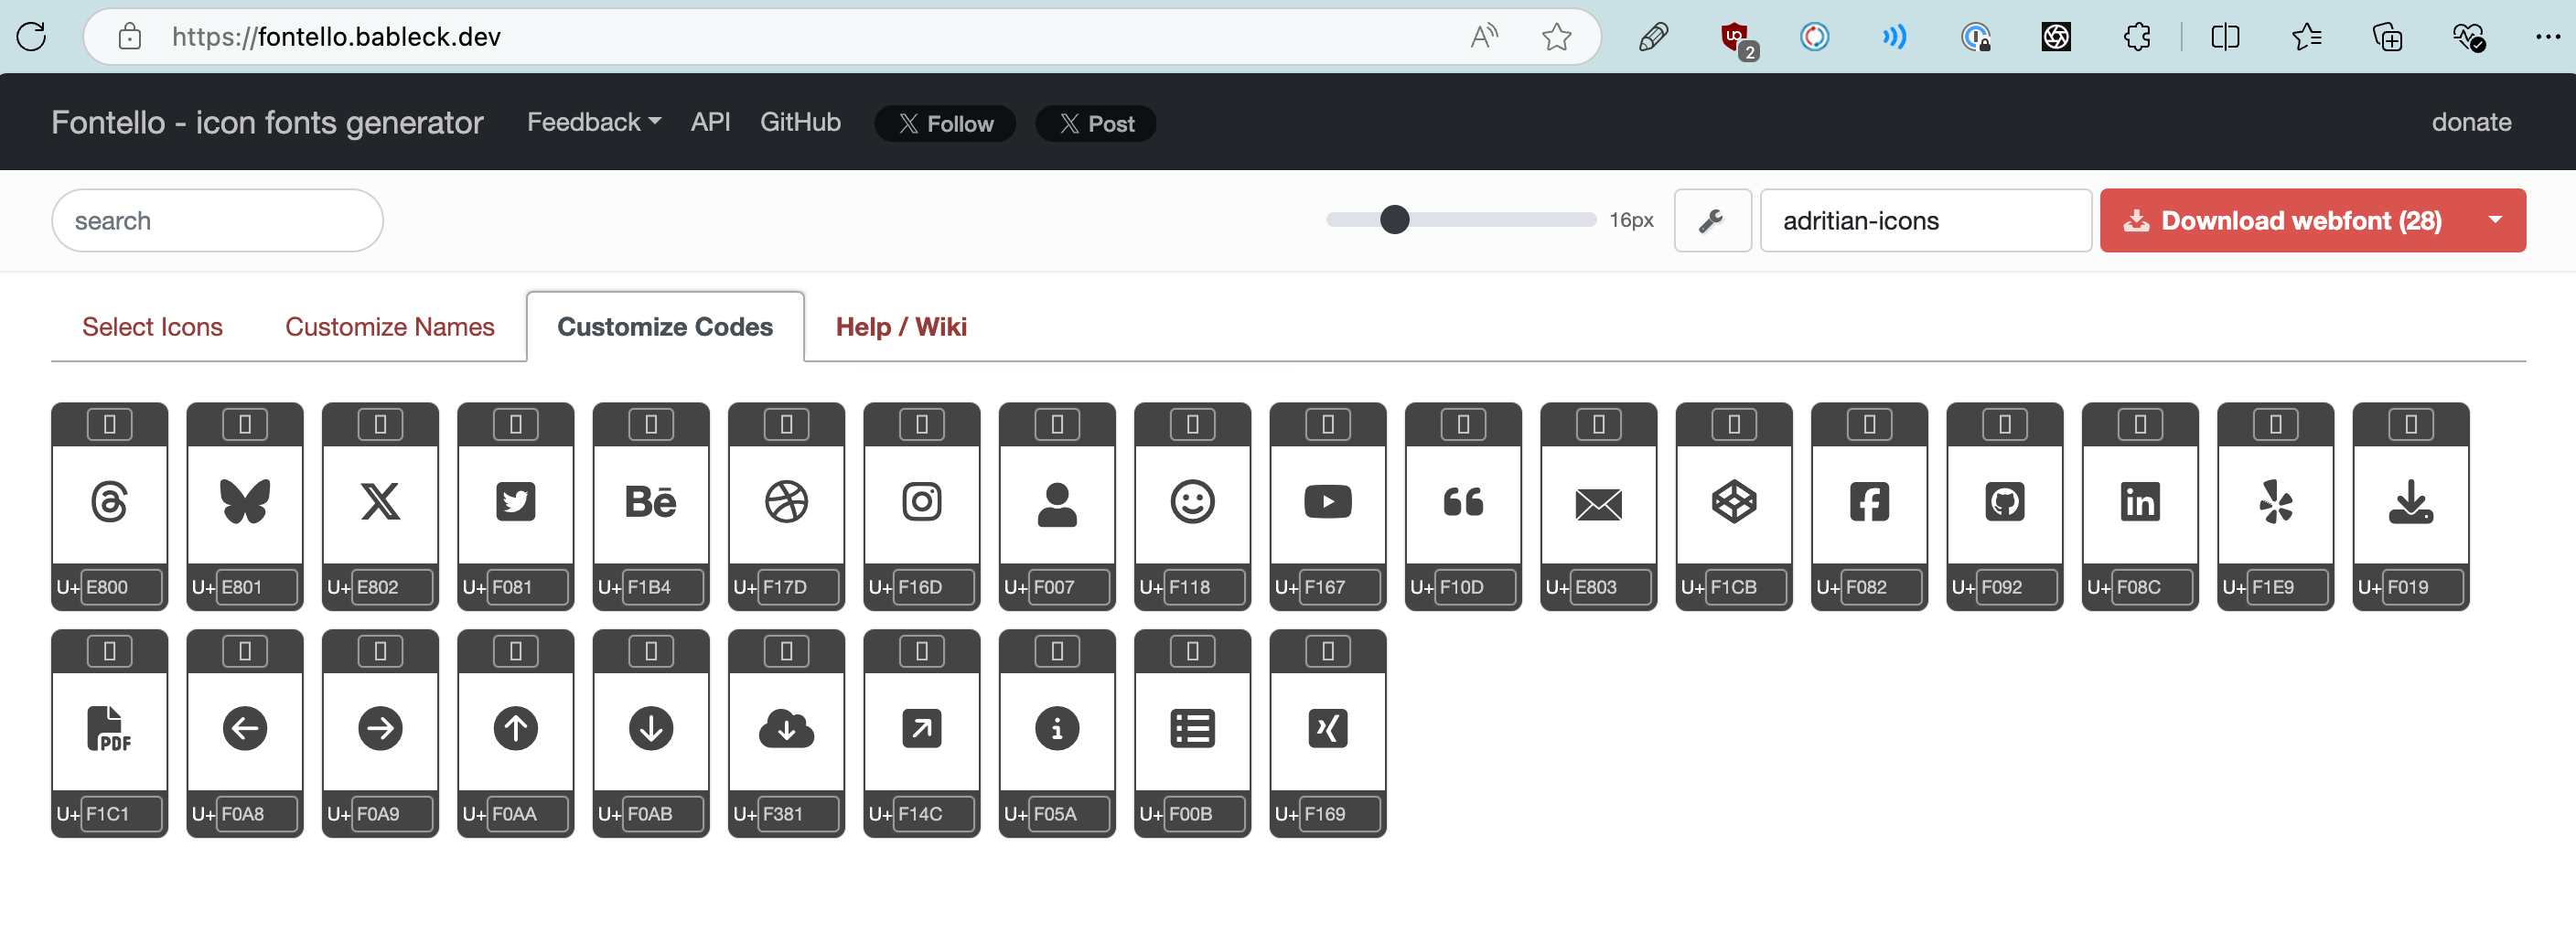 https://fontello.bableck.dev
2
Fontello - icon fonts generator Feedback API GitHub Follow Post donate
search 16px adritian-icons Download webfont (28)
Select Icons Customize Names Customize Codes Help / Wiki
Bē
U+ E800 U+ E801 U+ E802 U+ F081 U+ F1B4 U+ F17D U+ F16D U+ F007 U+ F118 U+ F167 U+ F10D U+ E803 U+ F1CB U+ F082 U+ F092 U+ F08C U+ F1E9 U+ F019
PDF
U+ F1C1 U+ F0A8 U+ F0A9 U+ F0AA U+ F0AB U+ F381 U+ F14C U+ F05A U+ F00B U+ F169